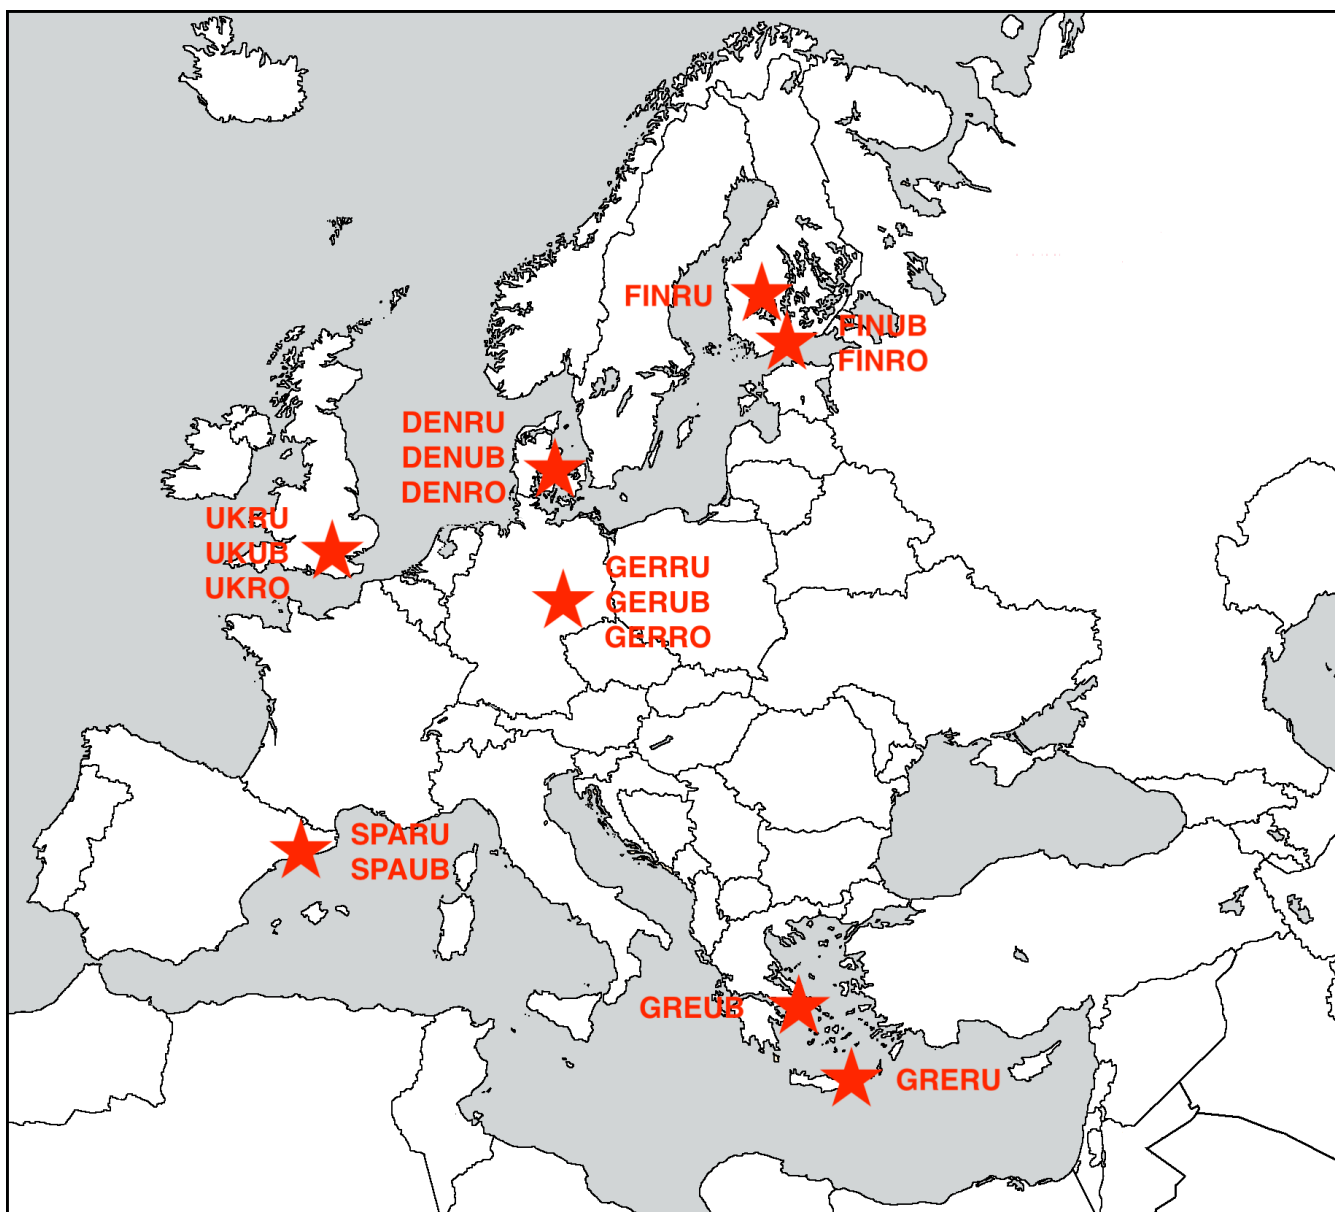 FINRU
FINUB
FINRO
DENRU
DENUB
DENRO
UKRU
UKUB
UKRO
GERRU
GERUB
GERRO
SPARU
SPAUB
GREUB
GRERU